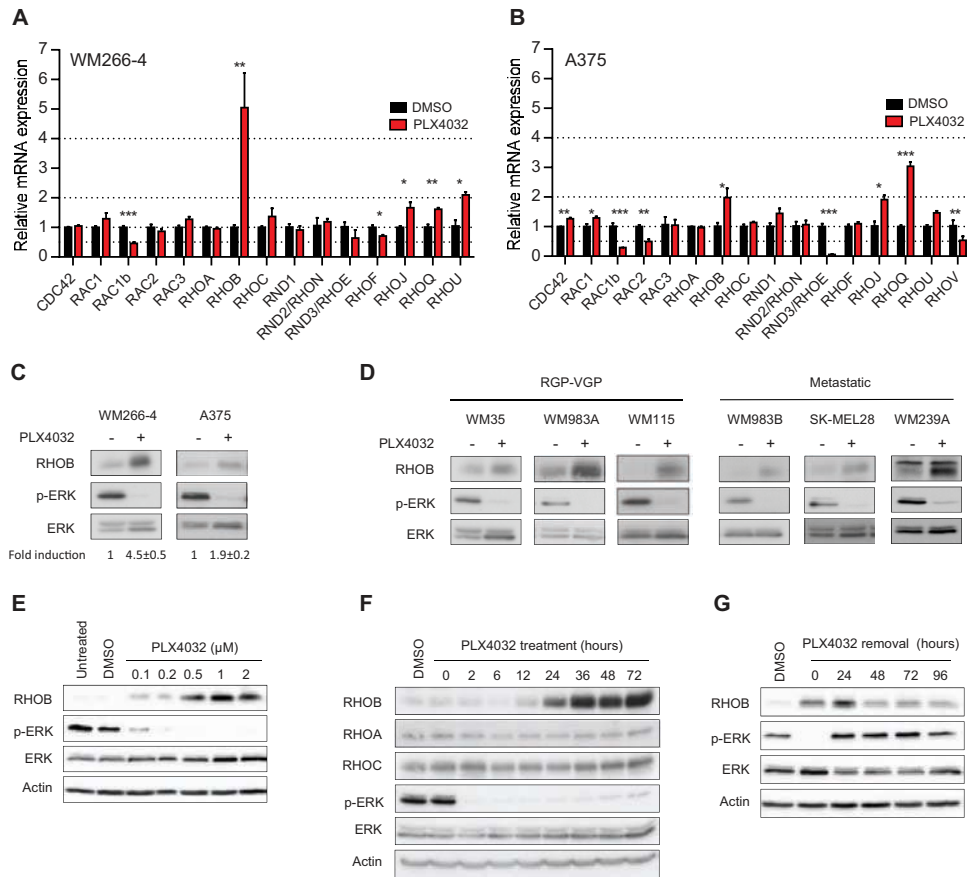 A
WM266-4
Relative mRNA expression
7
6
5
4
3
2
1
0
**
***
*
*
**
*
DMSO
PLX4032
CDC42
RAC1
RAC1b
RAC2
RAC3
RHOA
RHOB
RHOC
RND1
RND2/RHON
RND3/RHOE
RHOF
RHOJ
RHOQ
RHOU
B
A375
Relative mRNA expression
7
6
5
4
3
2
1
0
** * *** ** * *** * *** **
DMSO
PLX4032
CDC42
RAC1
RAC1b
RAC2
RAC3
RHOA
RHOB
RHOC
RND1
RND2/RHON
RND3/RHOE
RHOF
RHOJ
RHOQ
RHOU
RHOV
C
WM266-4 A375
PLX4032 - + - +
RHOB
p-ERK
ERK
Fold induction 1 4.5±0.5 1 1.9±0.2
D
RGP-VGP Metastatic
WM35 WM983A WM115 WM983B SK-MEL28 WM239A
PLX4032 - + - + - + - + - + - +
RHOB
p-ERK
ERK
E
Untreated
DMSO
PLX4032 (µM)
0.1 0.2 0.5 1 2
RHOB
p-ERK
ERK
Actin
F
DMSO
PLX4032 treatment (hours)
0 2 6 12 24 36 48 72
RHOB
RHOA
RHOC
p-ERK
ERK
Actin
G
DMSO
PLX4032 removal (hours)
0 24 48 72 96
RHOB
p-ERK
ERK
Actin